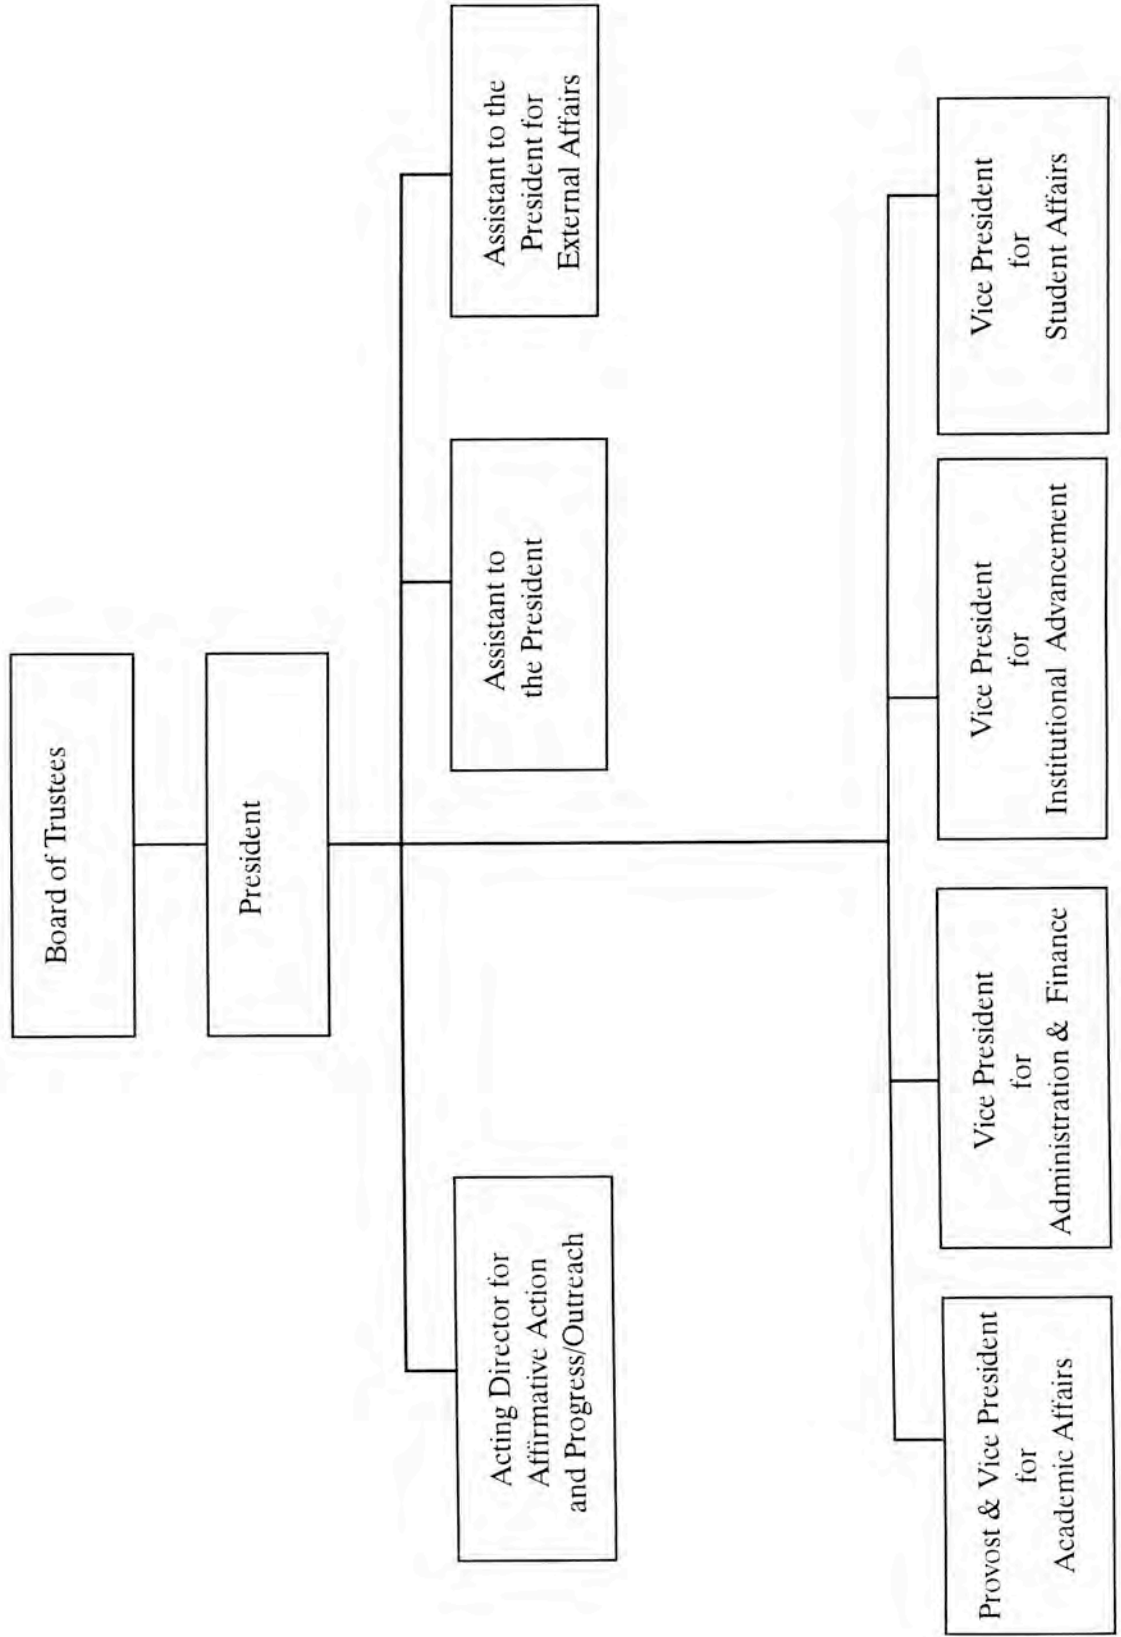 Board of Trustees
President
Acting Director for
Affirmative Action
and Progress/Outreach
Assistant to
the President
Assistant to the
President for
External Affairs
Provost & Vice President
for
Academic Affairs
Vice President
for
Administration & Finance
Vice President
for
Institutional Advancement
Vice President
for
Student Affairs